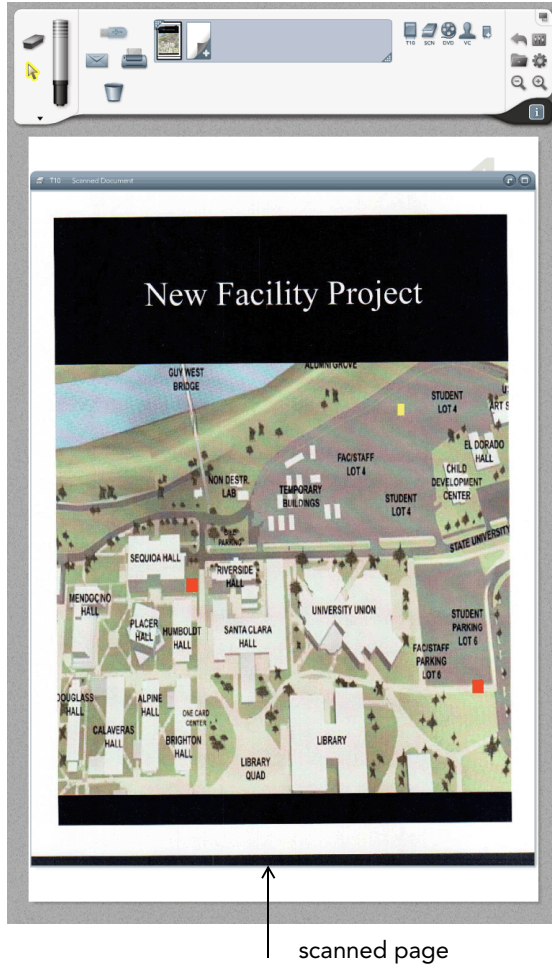 T10 SCN DVD VC
T10 Scanned Document
New Facility Project
GUY WEST
BRIDGE
ALUMNI GROVE
STUDENT
LOT 4
ART S
EL DORADO
HALL
FAC/STAFF
LOT 4
CHILD
DEVELOPMENT
CENTER
NON DESTR.
LAB
TEMPORARY
BUILDINGS
STUDENT
LOT 4
STATE UNIVERSITY
PARKING
SEQUOIA HALL
RIVERSIDE
HALL
MENDOCINO
HALL
UNIVERSITY UNION
STUDENT
PARKING
LOT 6
PLACER
HALL
HUMBOLDT
HALL
SANTA CLARA
HALL
FAC/STAFF
PARKING
LOT 6
DOUGLASS
HALL
ALPINE
HALL
ONE CARD
CENTER
CALAVERAS
HALL
BRIGHTON
HALL
LIBRARY
LIBRARY
QUAD
scanned page